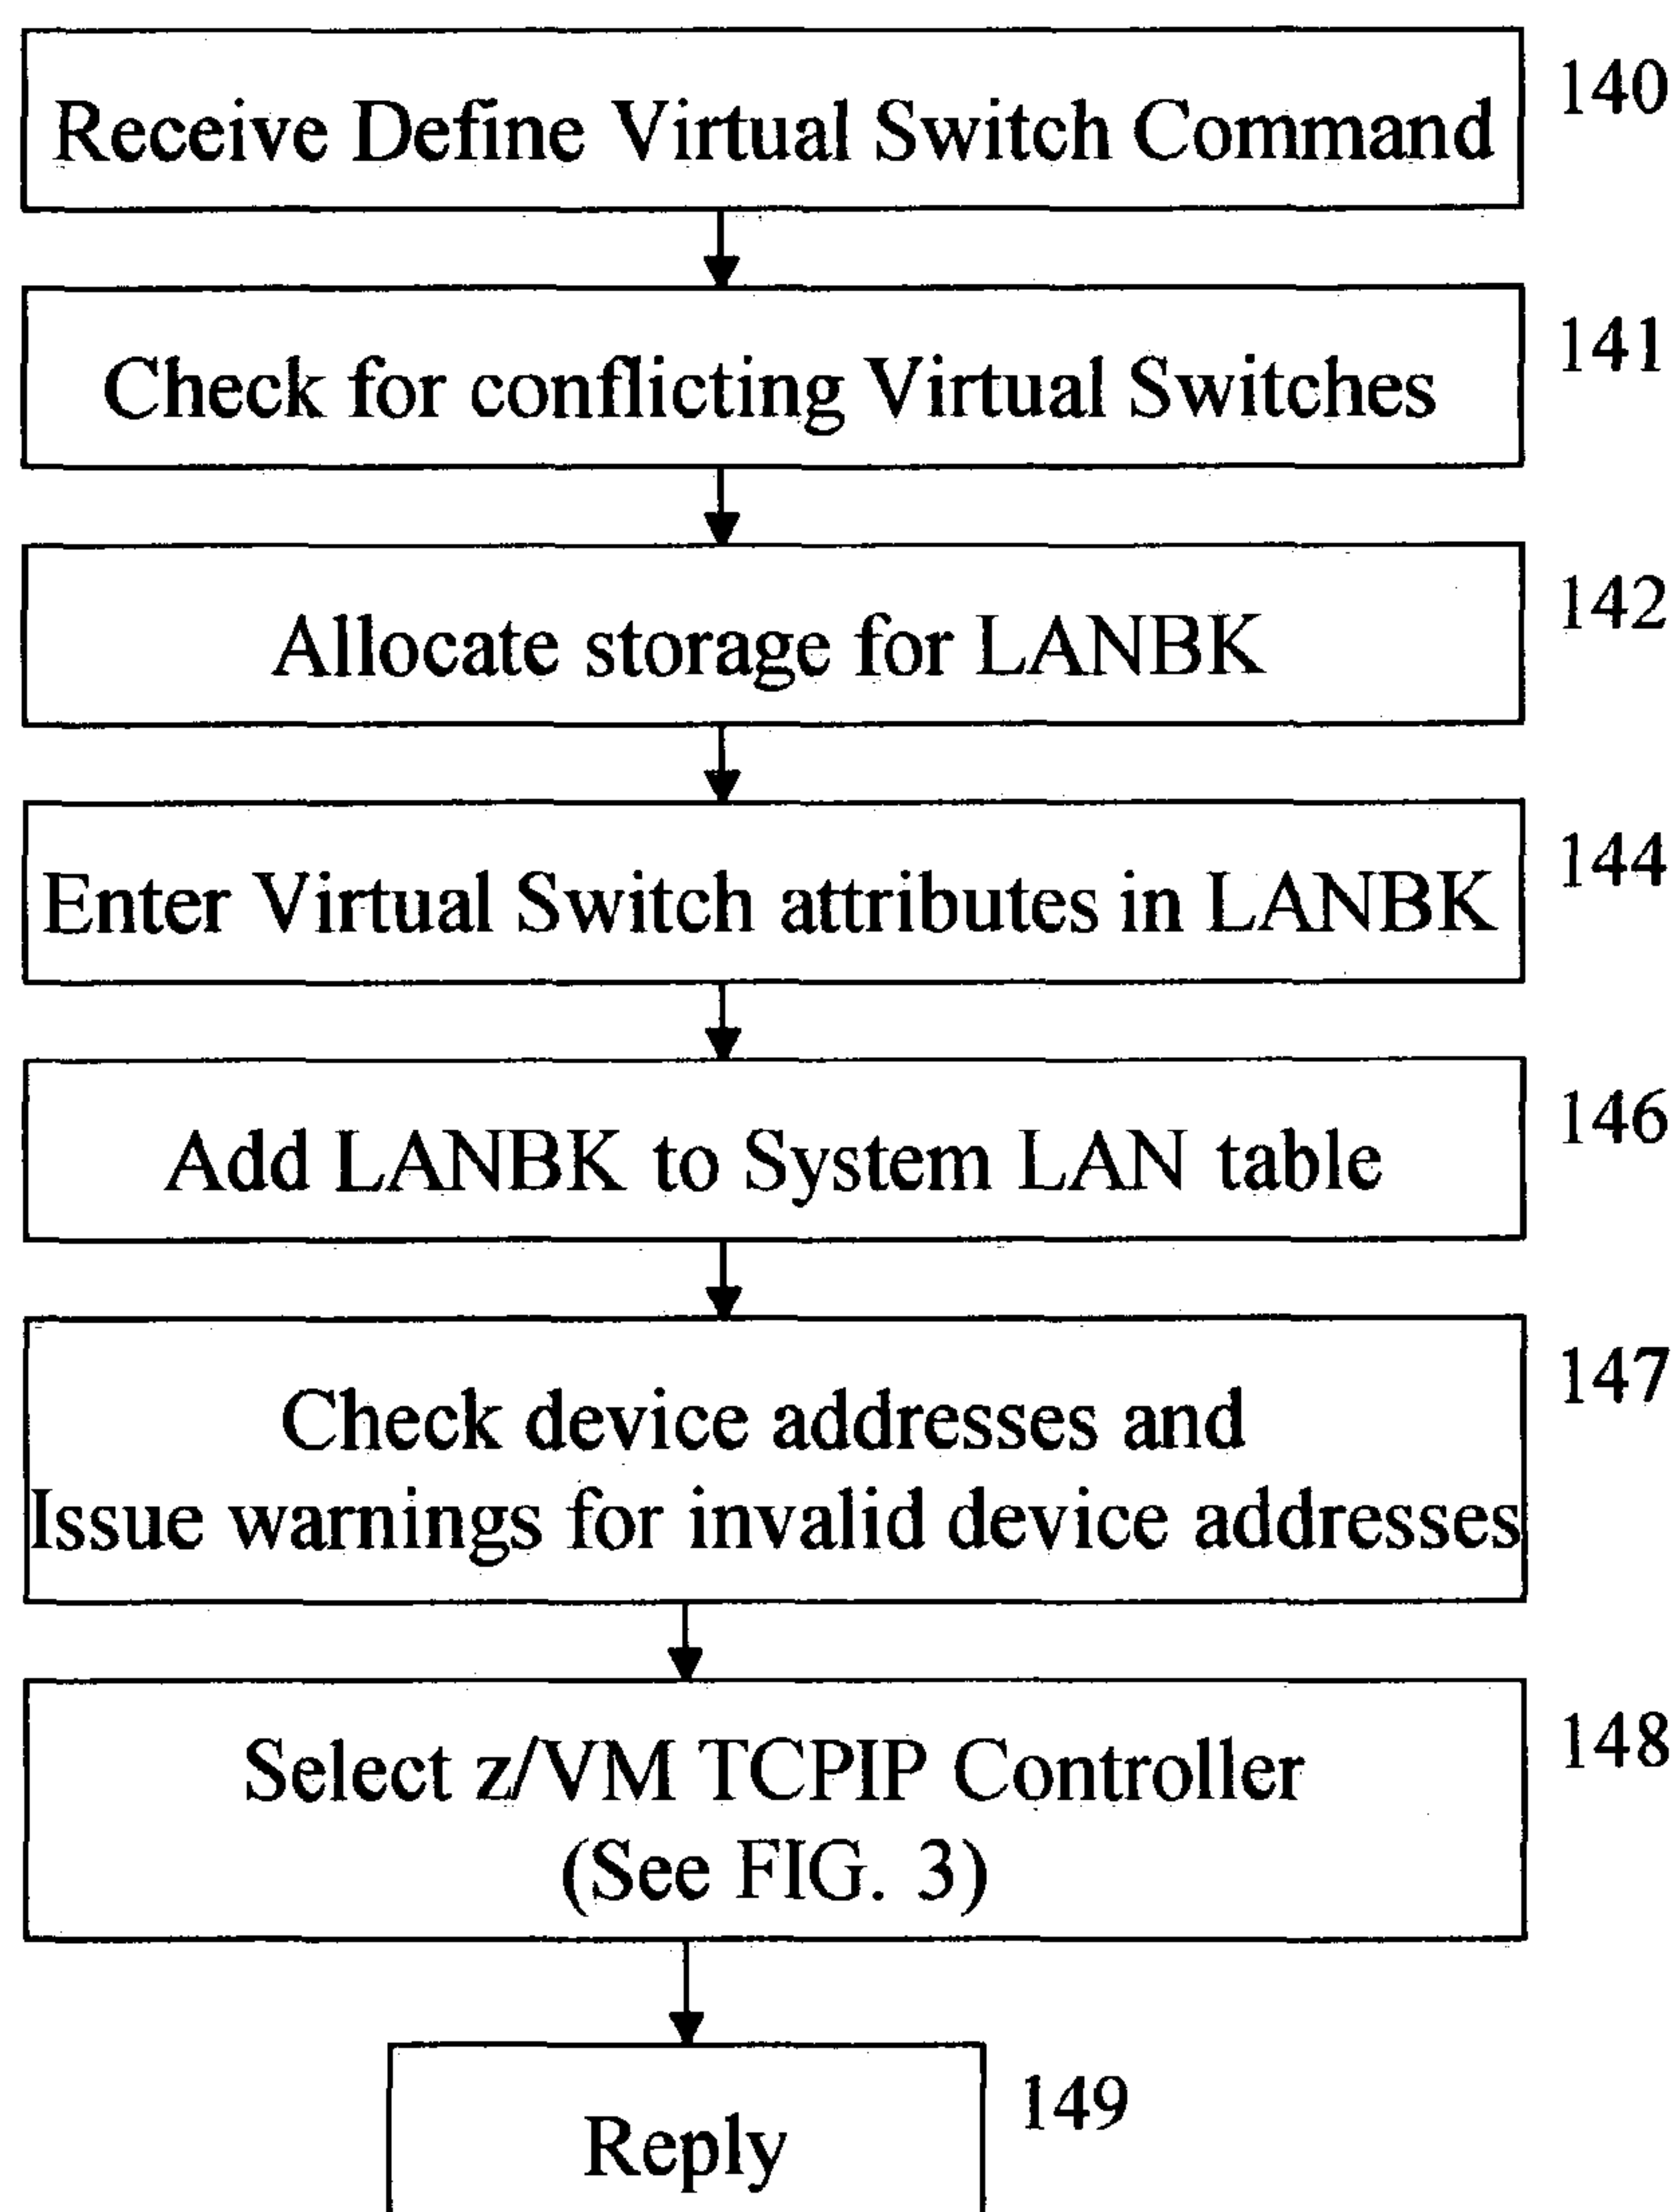 Receive Define Virtual Switch Command
140
Check for conflicting Virtual Switches
141
Allocate storage for LANBK
142
Enter Virtual Switch attributes in LANBK
144
Add LANBK to System LAN table
146
Check device addresses and
Issue warnings for invalid device addresses
147
Select z/VM TCPIP Controller
(See FIG. 3)
148
Reply
149